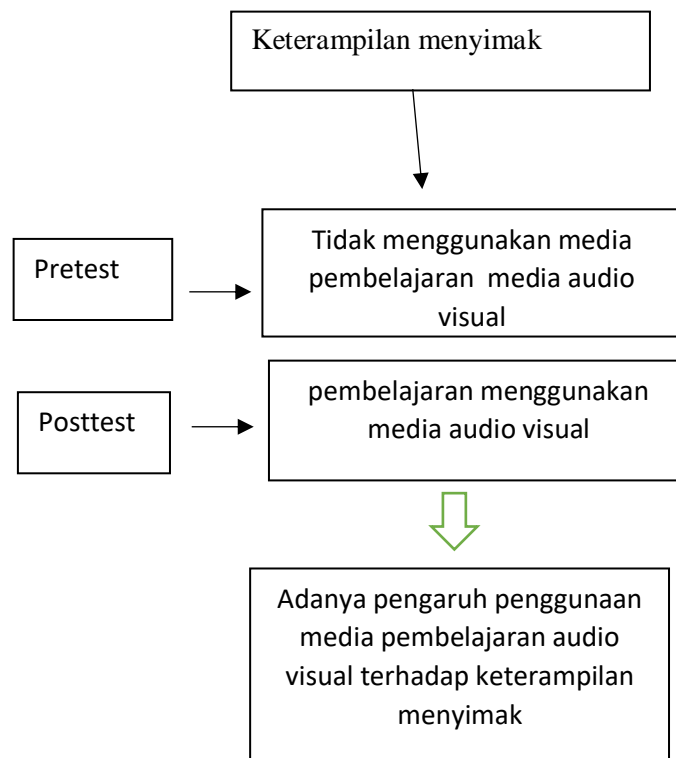 Keterampilan menyimak
Pretest
Tidak menggunakan media
pembelajaran  media audio
visual
Posttest
pembelajaran menggunakan
media audio visual
Adanya pengaruh penggunaan
media pembelajaran audio
visual terhadap keterampilan
menyimak